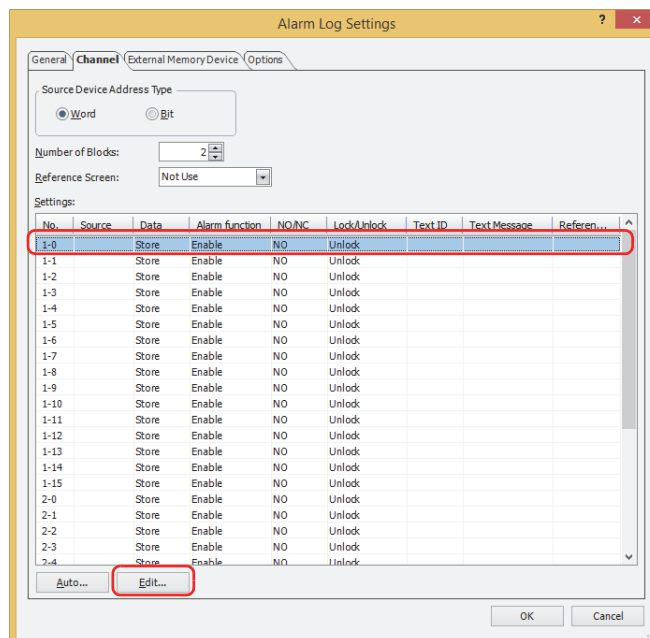 Alarm Log Settings ? ×
General Channel External Memory Device Options
Source Device Address Type
Word Bit
Number of Blocks: 2
Reference Screen: Not Use
Settings:
No. Source Data Alarm function NO/NC Lock/Unlock Text ID Text Message Referen...
1-0 Store Enable NO Unlock
1-1 Store Enable NO Unlock
1-2 Store Enable NO Unlock
1-3 Store Enable NO Unlock
1-4 Store Enable NO Unlock
1-5 Store Enable NO Unlock
1-6 Store Enable NO Unlock
1-7 Store Enable NO Unlock
1-8 Store Enable NO Unlock
1-9 Store Enable NO Unlock
1-10 Store Enable NO Unlock
1-11 Store Enable NO Unlock
1-12 Store Enable NO Unlock
1-13 Store Enable NO Unlock
1-14 Store Enable NO Unlock
1-15 Store Enable NO Unlock
2-0 Store Enable NO Unlock
2-1 Store Enable NO Unlock
2-2 Store Enable NO Unlock
2-3 Store Enable NO Unlock
2-4 Store Enable NO Unlock
Auto... Edit...
OK Cancel